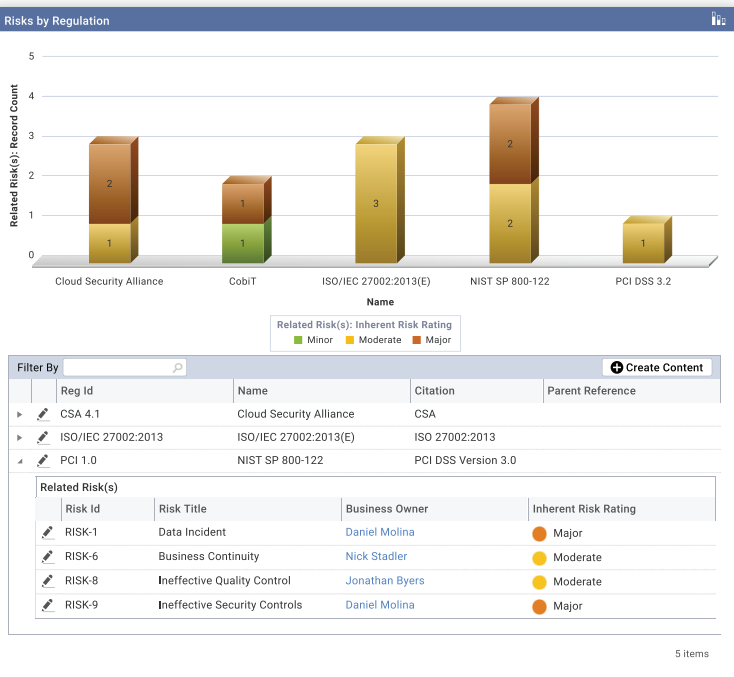 Risks by Regulation
5
4
3
2
1
0
Related Risk(s): Record Count
2
1
1
1
3
2
2
1
Cloud Security Alliance CobiT ISO/IEC 27002:2013(E) NIST SP 800-122 PCI DSS 3.2
Name
Related Risk(s): Inherent Risk Rating
Minor Moderate Major
Filter By Create Content
Reg Id Name Citation Parent Reference
CSA 4.1 Cloud Security Alliance CSA
ISO/IEC 27002:2013 ISO/IEC 27002:2013(E) ISO 27002:2013
PCI 1.0 NIST SP 800-122 PCI DSS Version 3.0
Related Risk(s)
Risk Id Risk Title Business Owner Inherent Risk Rating
RISK-1 Data Incident Daniel Molina Major
RISK-6 Business Continuity Nick Stadler Moderate
RISK-8 Ineffective Quality Control Jonathan Byers Moderate
RISK-9 Ineffective Security Controls Daniel Molina Major
5 items